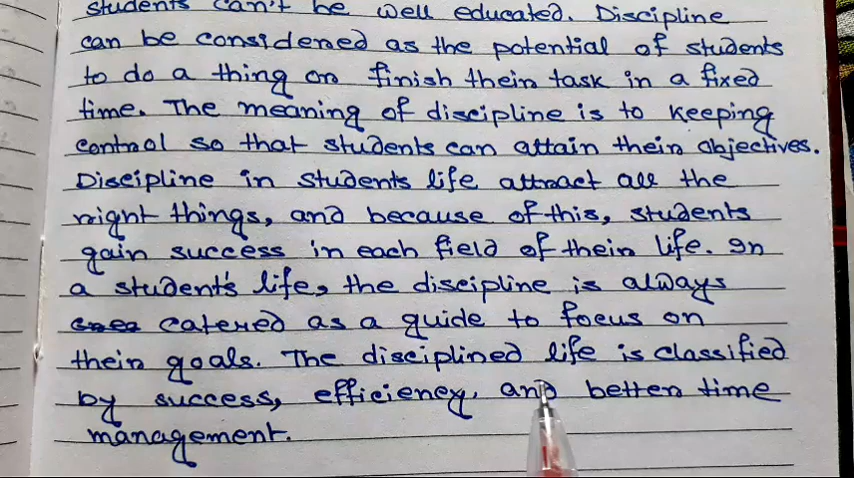 students can't be well educated. Discipline
can be considered as the potential of students
to do a thing or finish their task in a fixed
time. The meaning of discipline is to keeping
control so that students can attain their objectives.
Discipline in students life attract all the
right things, and because of this, students
gain success in each field of their life. In
a student's life, the discipline is always
catered as a guide to focus on
their goals. The disciplined life is classified
by success, efficiency, and better time
management.